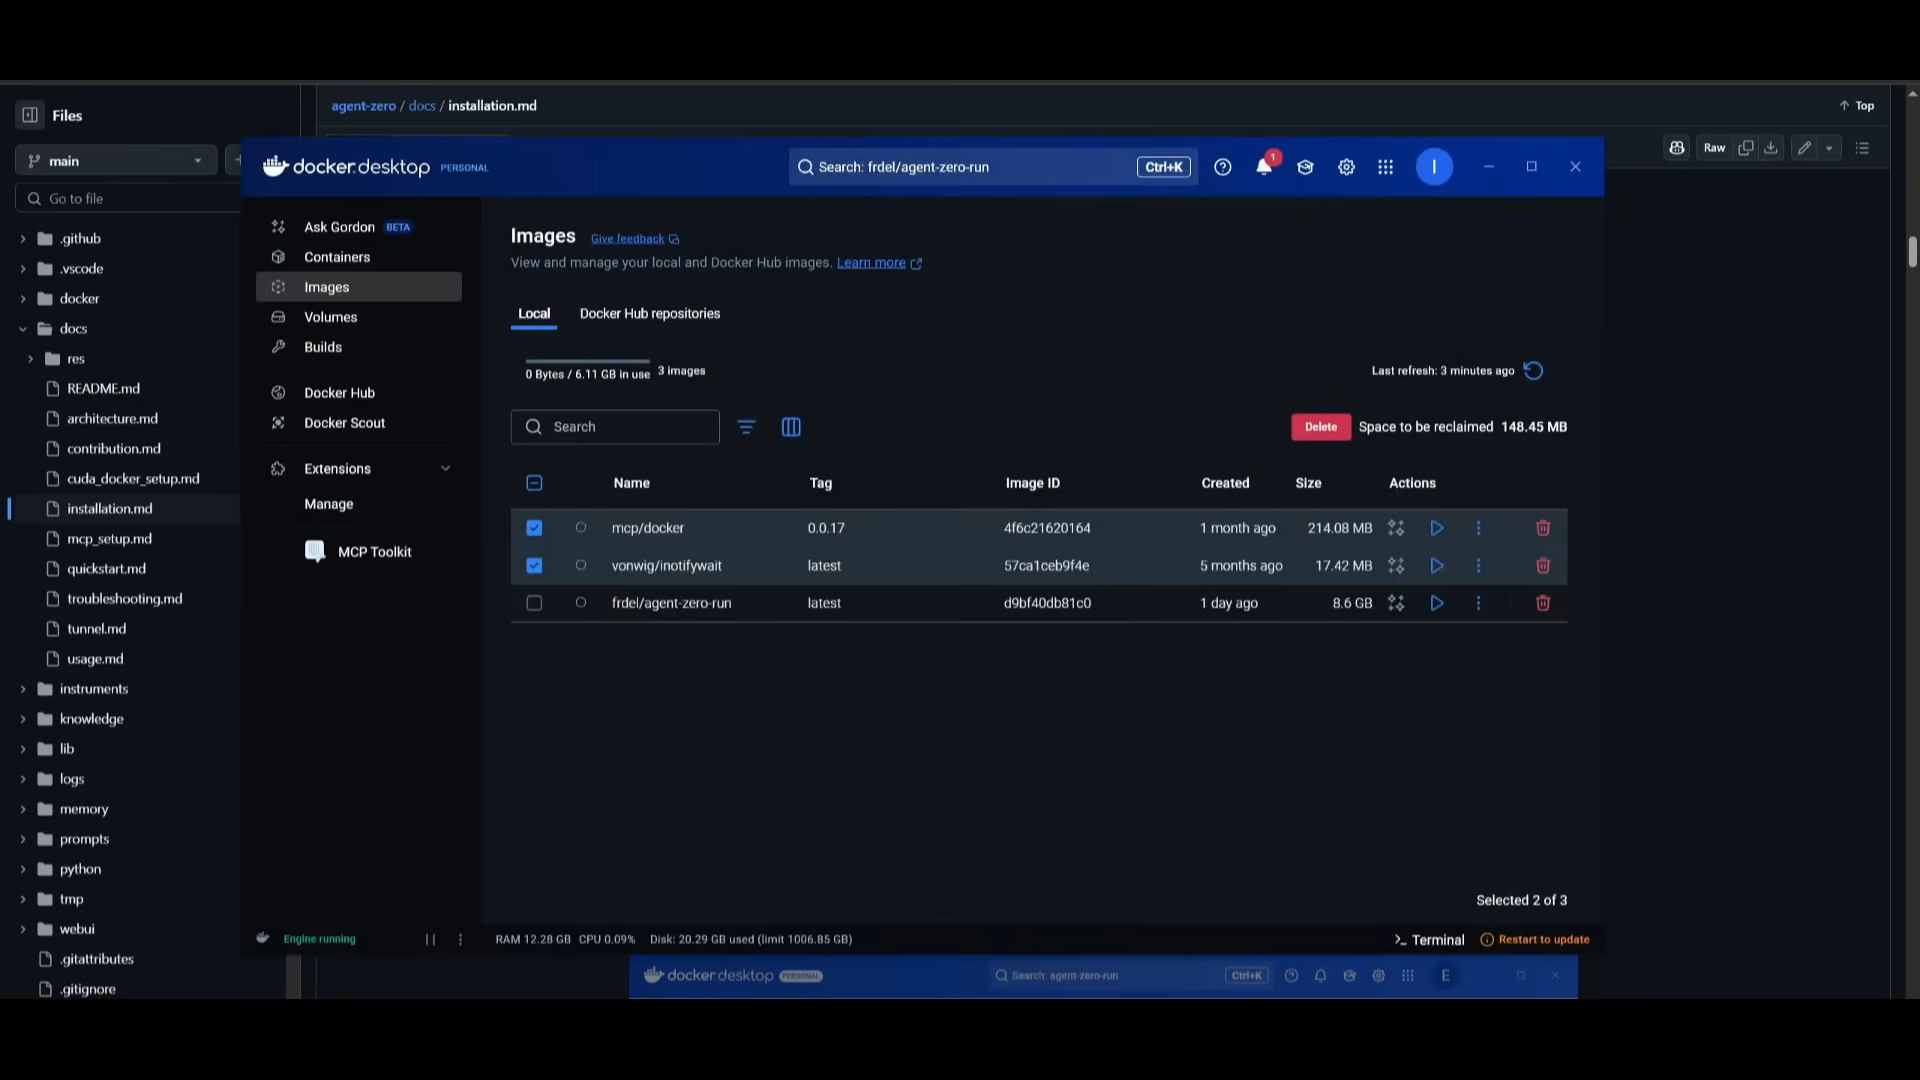 Files
main
Go to file
.github
.vscode
docker
docs
res
README.md
architecture.md
contribution.md
cuda_docker_setup.md
installation.md
mcp_setup.md
quickstart.md
troubleshooting.md
tunnel.md
usage.md
instruments
knowledge
lib
logs
memory
prompts
python
tmp
webui
.gitattributes
.gitignore
agent-zero / docs / installation.md
Top
Raw
docker desktop PERSONAL
Search: frdel/agent-zero-run Ctrl+K
1
I
Ask Gordon BETA
Containers
Images
Volumes
Builds
Docker Hub
Docker Scout
Extensions
Manage
MCP Toolkit
Images Give feedback
View and manage your local and Docker Hub images. Learn more
Local Docker Hub repositories
0 Bytes / 6.11 GB in use 3 images
Last refresh: 3 minutes ago
Search
Delete Space to be reclaimed 148.45 MB
Name Tag Image ID Created Size Actions
mcp/docker 0.0.17 4f6c21620164 1 month ago 214.08 MB
vonwig/inotifywait latest 57ca1ceb9f4e 5 months ago 17.42 MB
frdel/agent-zero-run latest d9bf40db81c0 1 day ago 8.6 GB
Selected 2 of 3
Engine running
RAM 12.28 GB CPU 0.09% Disk: 20.29 GB used (limit 1006.85 GB)
>_ Terminal
Restart to update
docker desktop PERSONAL
Search: agent-zero-run Ctrl+K
E